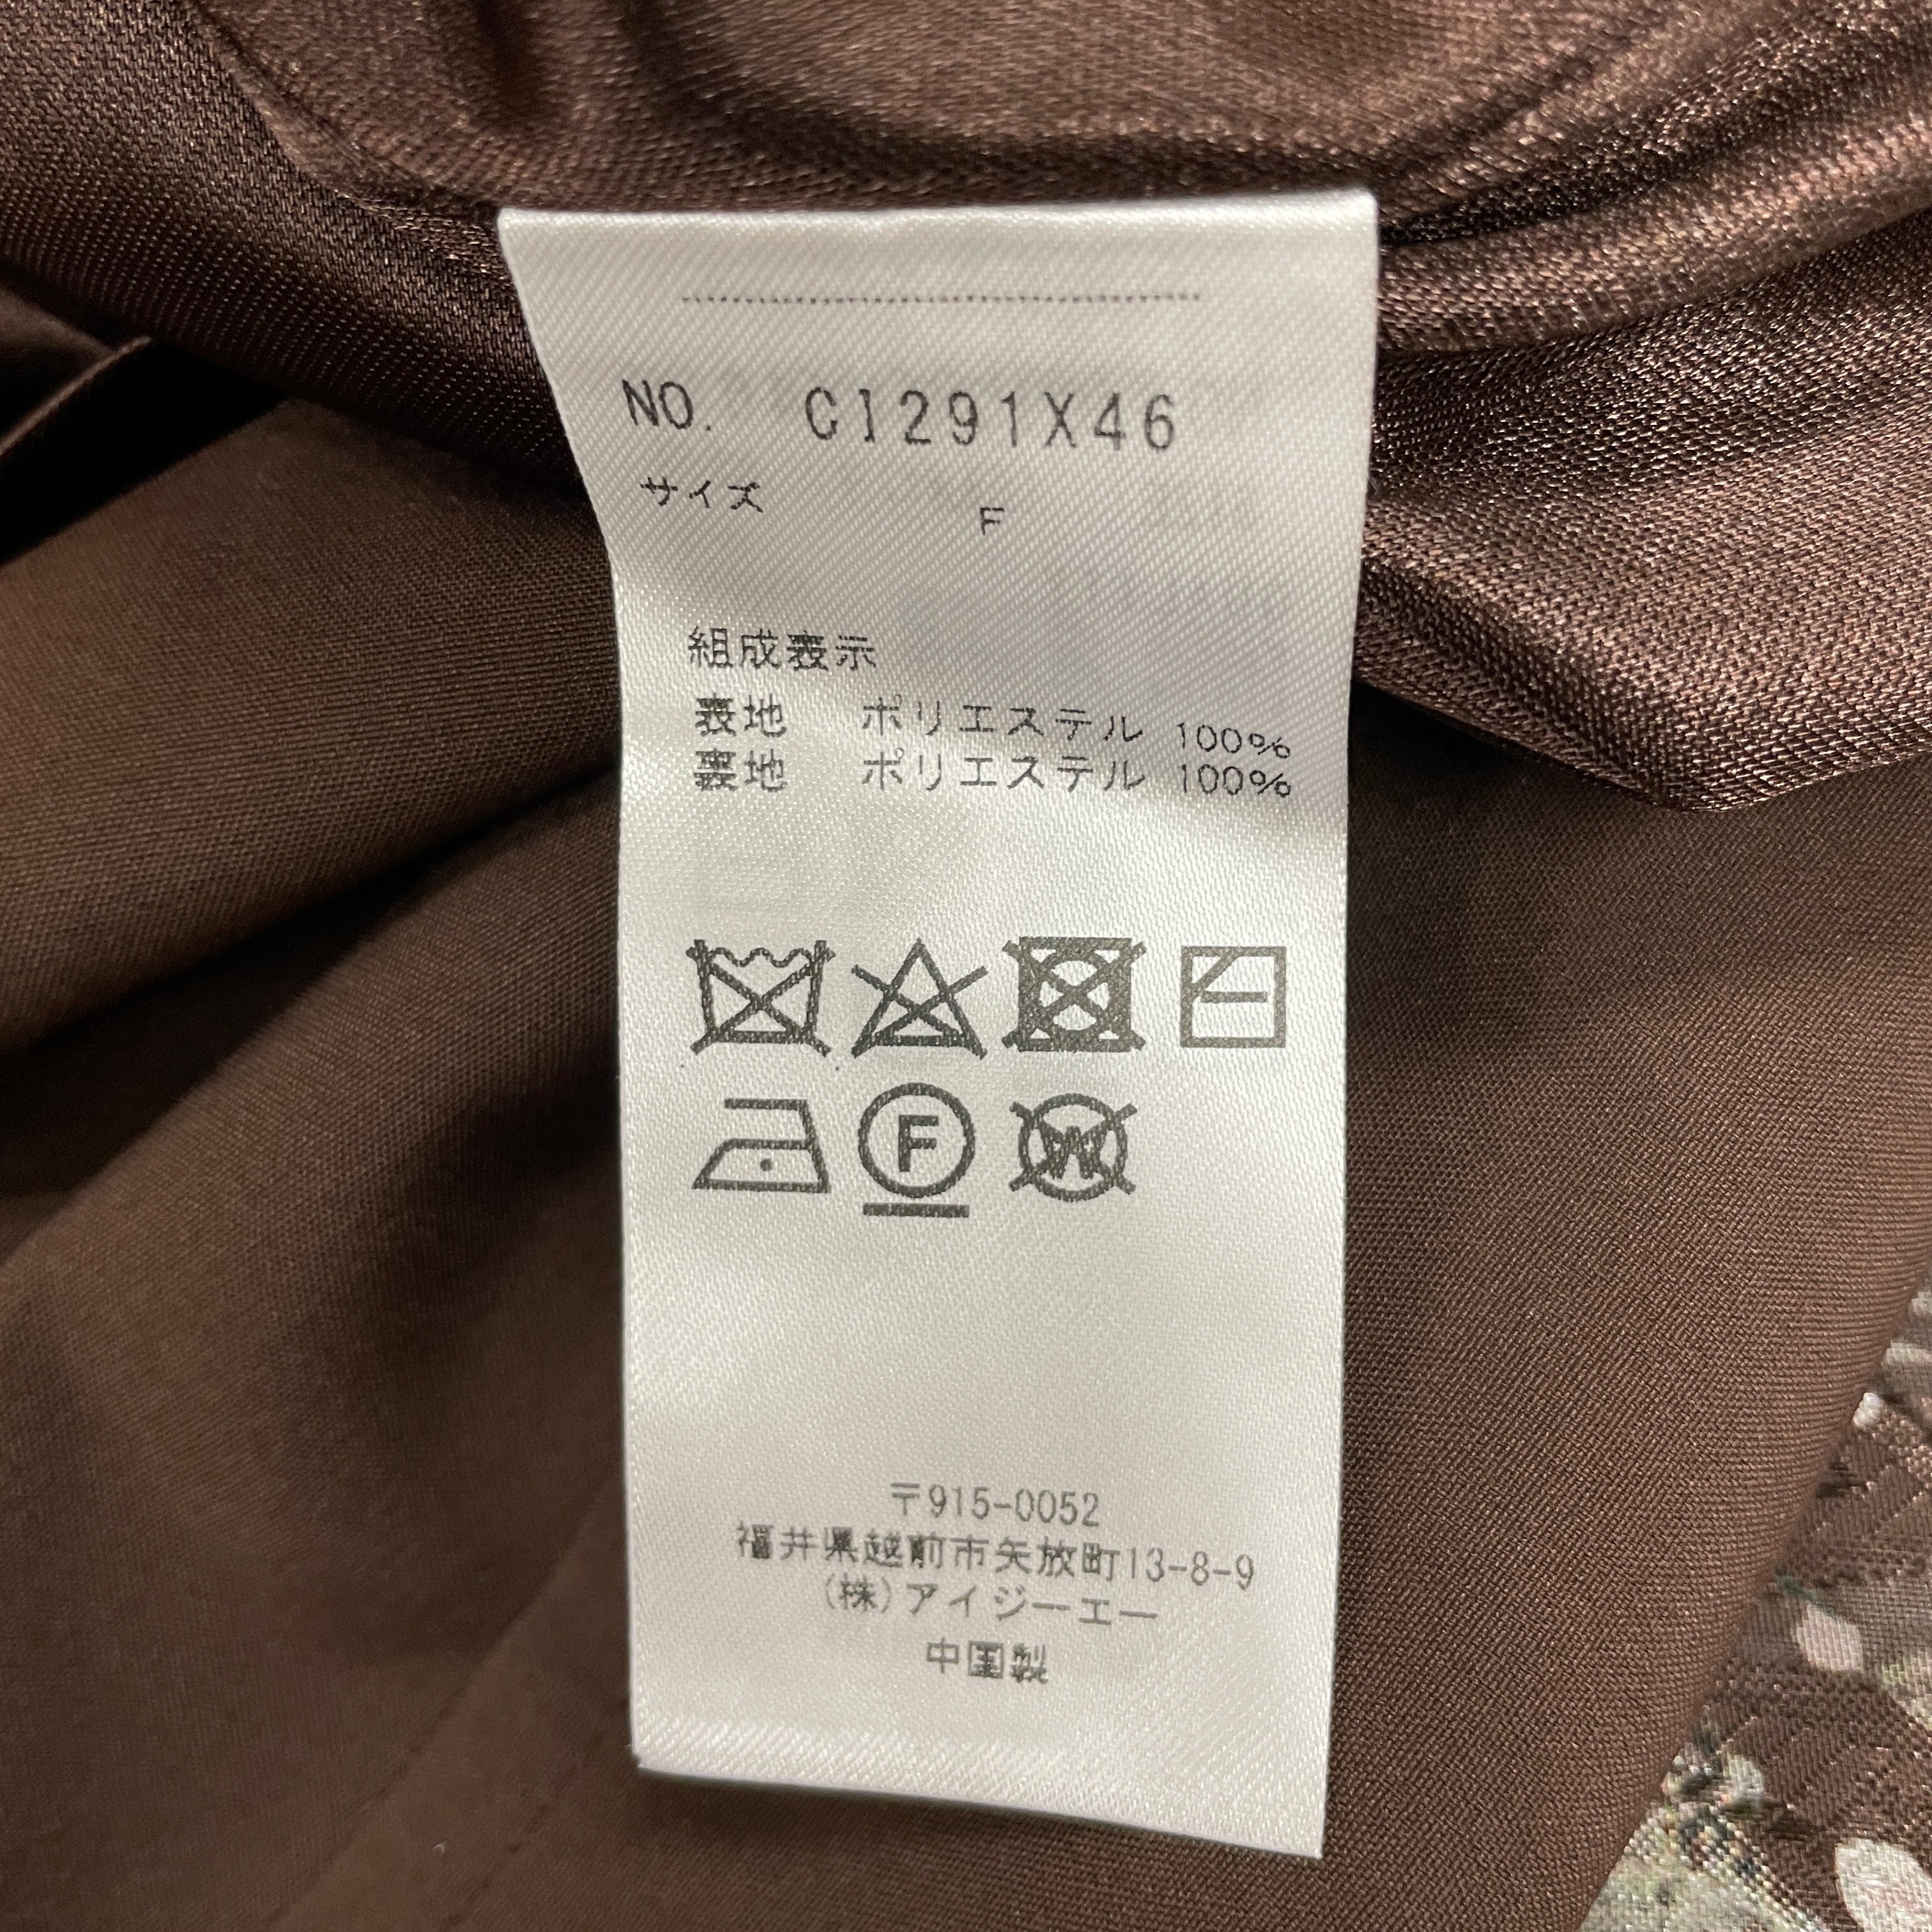 NO. C1291X46
サイズ F
組成表示
表地 ポリエステル 100%
裏地 ポリエステル 100%
F
W
〒915-0052
福井県越前市矢放町13-8-9
(株)アイジーエー
中国製